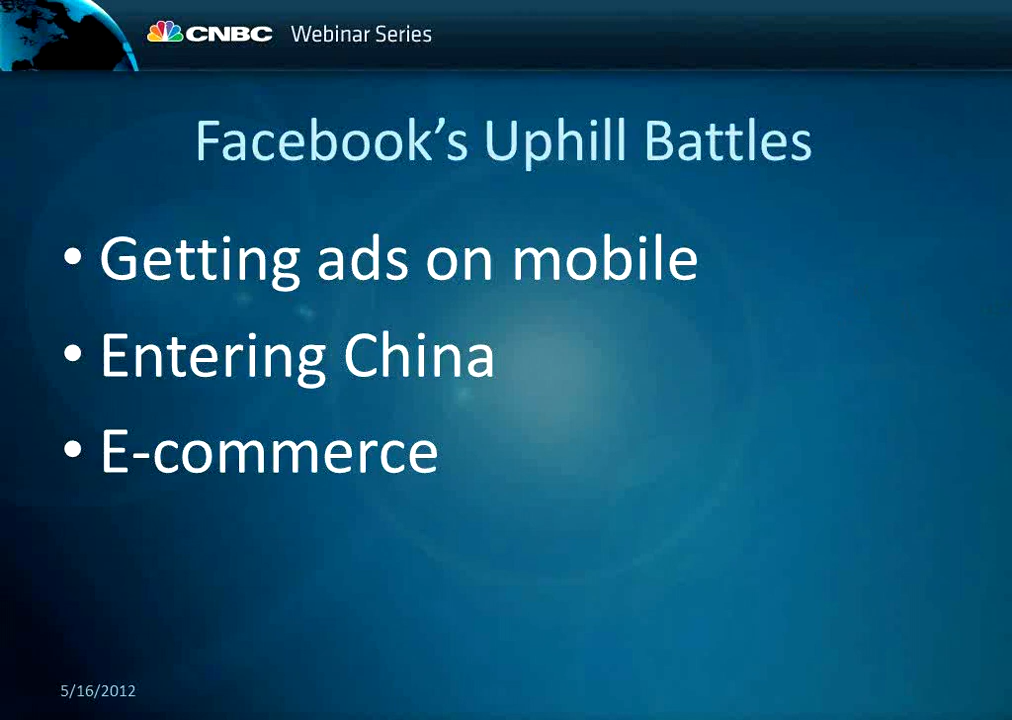 CNBC Webinar Series
Facebook’s Uphill Battles
• Getting ads on mobile
• Entering China
• E-commerce
5/16/2012